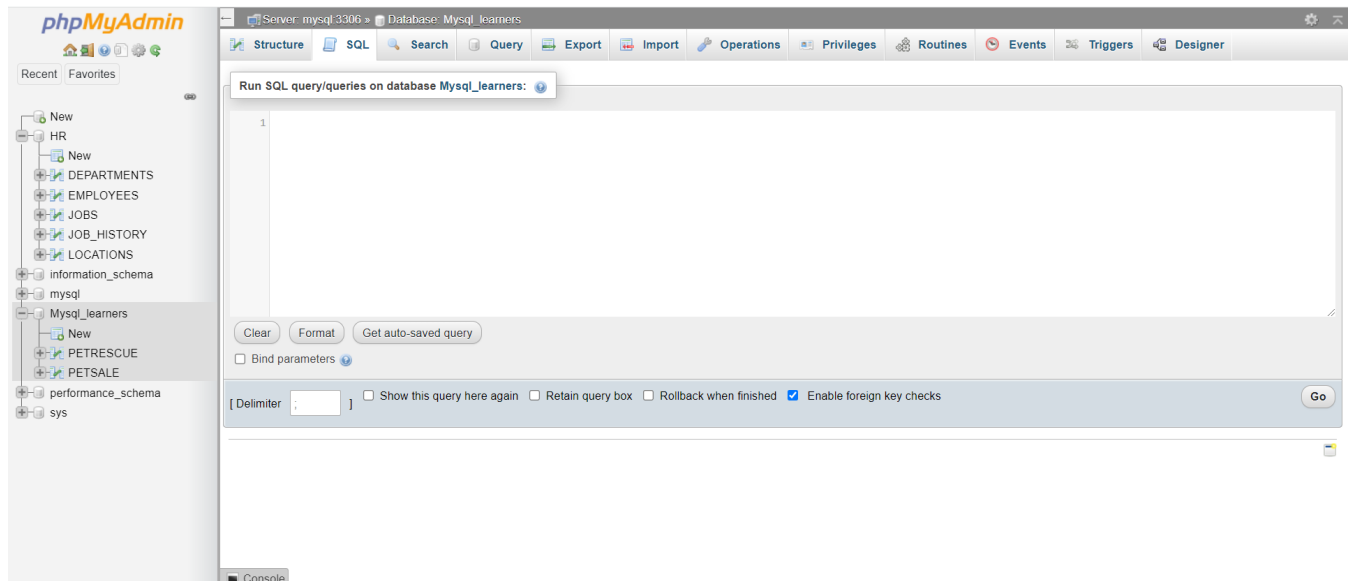 phpMyAdmin
Recent Favorites
New
HR
New
DEPARTMENTS
EMPLOYEES
JOBS
JOB_HISTORY
LOCATIONS
information_schema
mysql
Mysql_learners
New
PETRESCUE
PETSALE
performance_schema
sys
Server: mysql:3306 » Database: Mysql_learners
Structure SQL Search Query Export Import Operations Privileges Routines Events Triggers Designer
Run SQL query/queries on database Mysql_learners:
1
Clear Format Get auto-saved query
Bind parameters
[ Delimiter ; ] Show this query here again Retain query box Rollback when finished Enable foreign key checks Go
Console